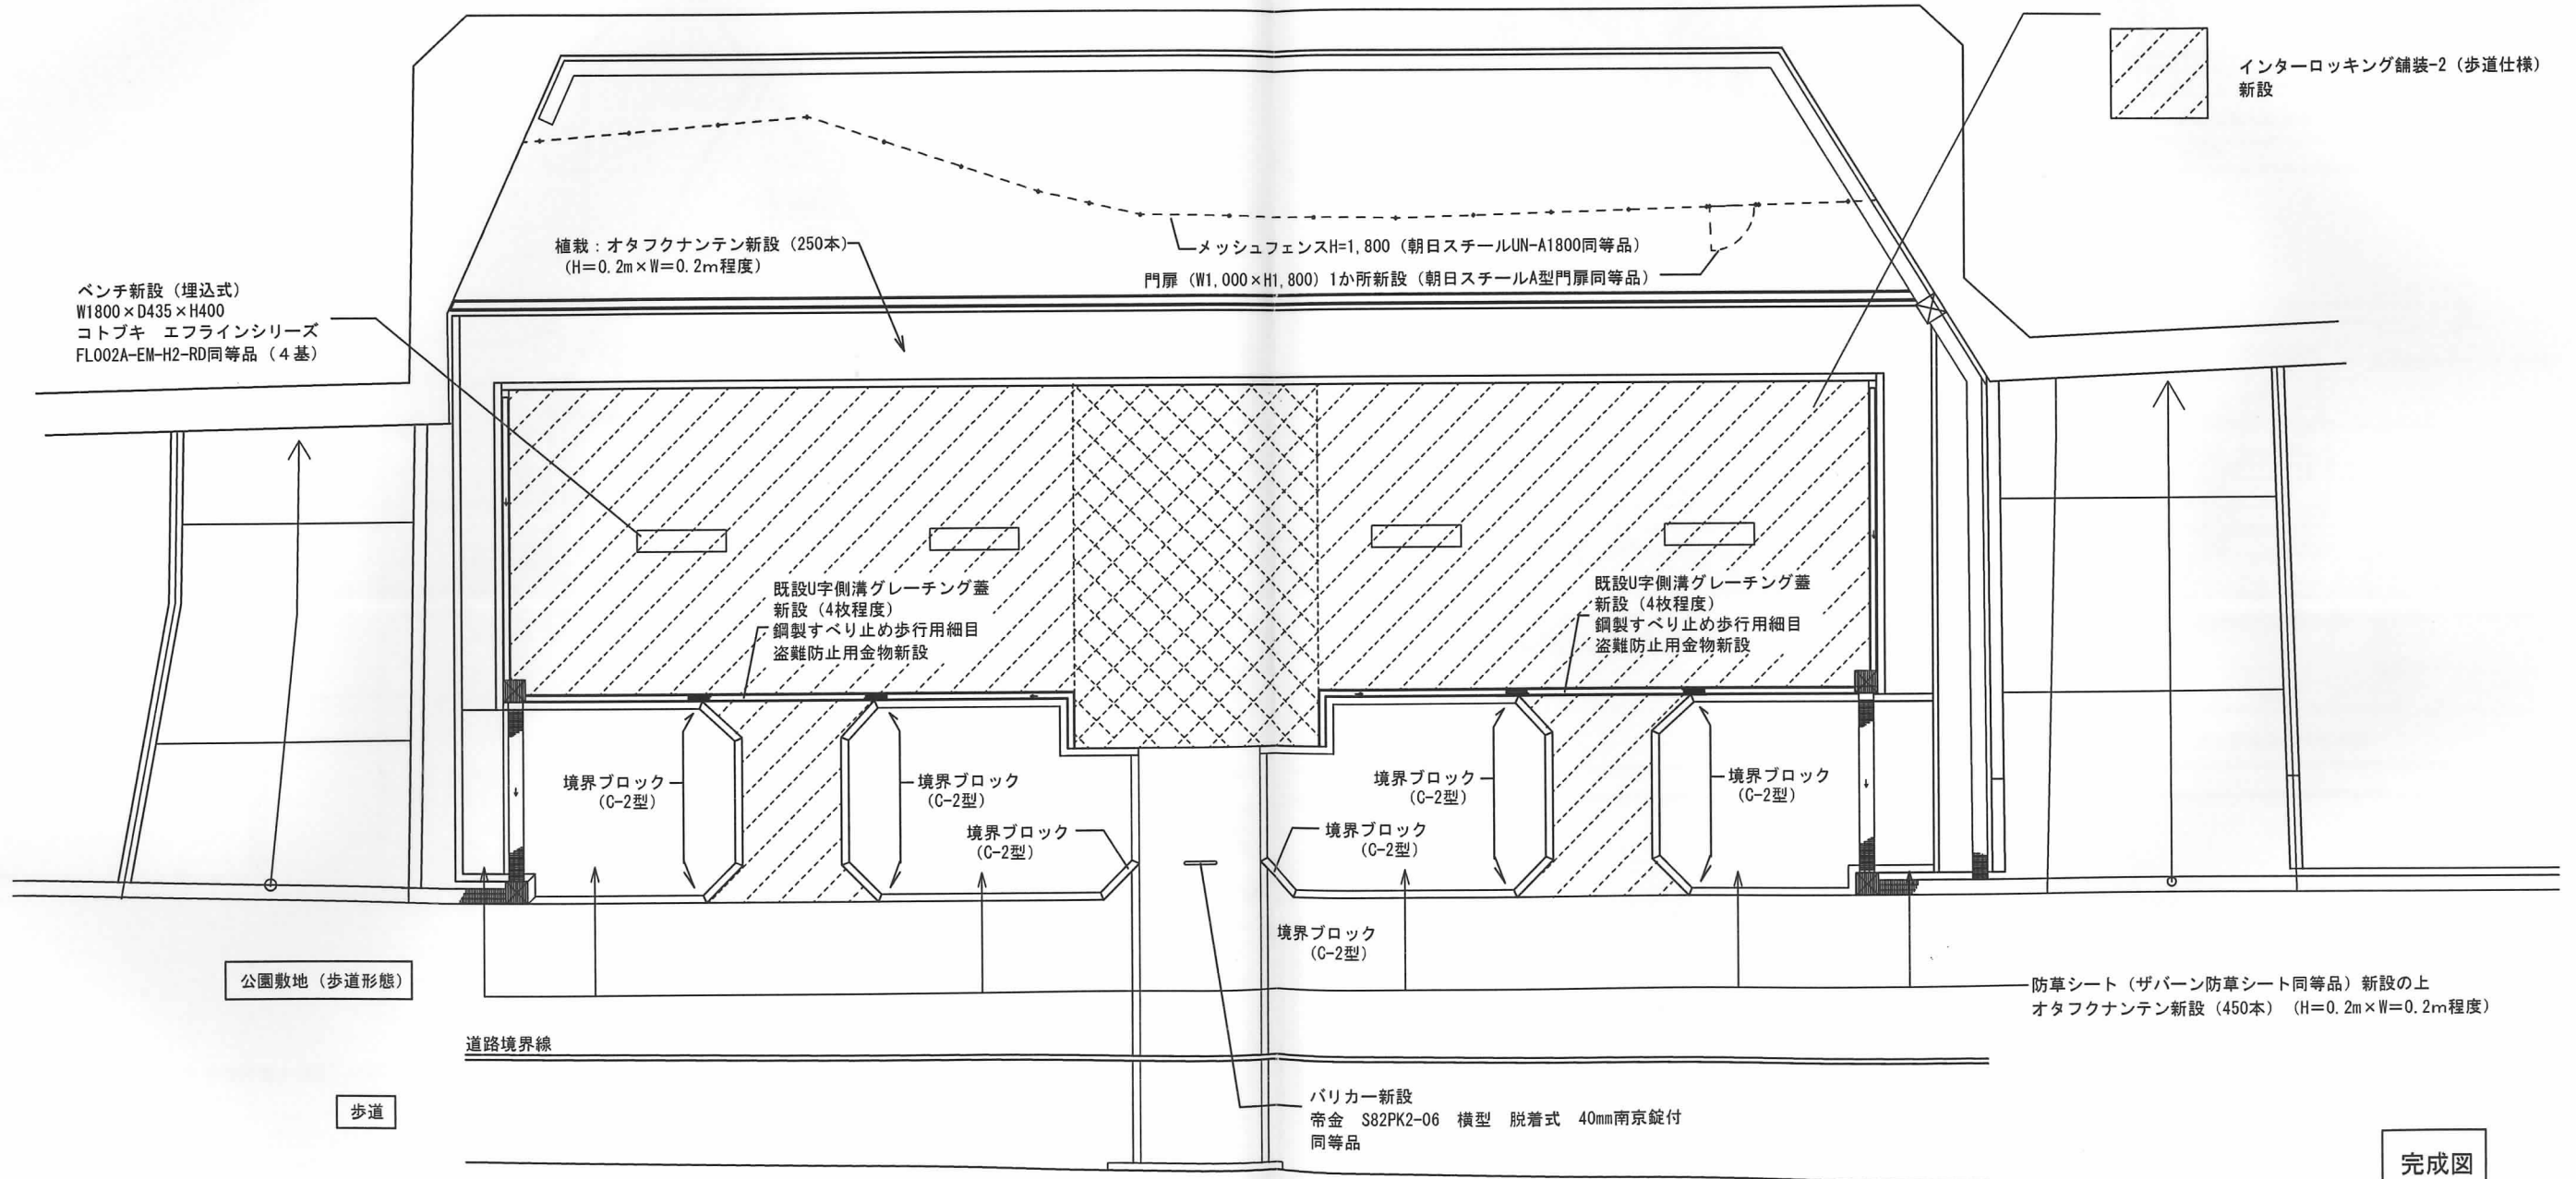 インターロッキング舗装-2（歩道仕様）
新設
植栽：オタフクナンテン新設（250本）
（H＝0.2m×W＝0.2m程度）
メッシュフェンスH=1,800（朝日スチールUN-A1800同等品）
門扉（W1,000×H1,800）1か所新設（朝日スチールA型門扉同等品）
ベンチ新設（埋込式）
W1800×D435×H400
コトブキ　エフラインシリーズ
FL002A-EM-H2-RD同等品（４基）
既設U字側溝グレーチング蓋
新設（4枚程度）
鋼製すべり止め歩行用細目
盗難防止用金物新設
既設U字側溝グレーチング蓋
新設（4枚程度）
鋼製すべり止め歩行用細目
盗難防止用金物新設
境界ブロック
（C-2型）
境界ブロック
（C-2型）
境界ブロック
（C-2型）
境界ブロック
（C-2型）
境界ブロック
（C-2型）
境界ブロック
（C-2型）
境界ブロック
（C-2型）
公園敷地（歩道形態）
防草シート（ザバーン防草シート同等品）新設の上
オタフクナンテン新設（450本）（H＝0.2m×W＝0.2m程度）
道路境界線
歩道
バリカー新設
帝金　S82PK2-06　横型　脱着式　40mm南京錠付
同等品
完成図